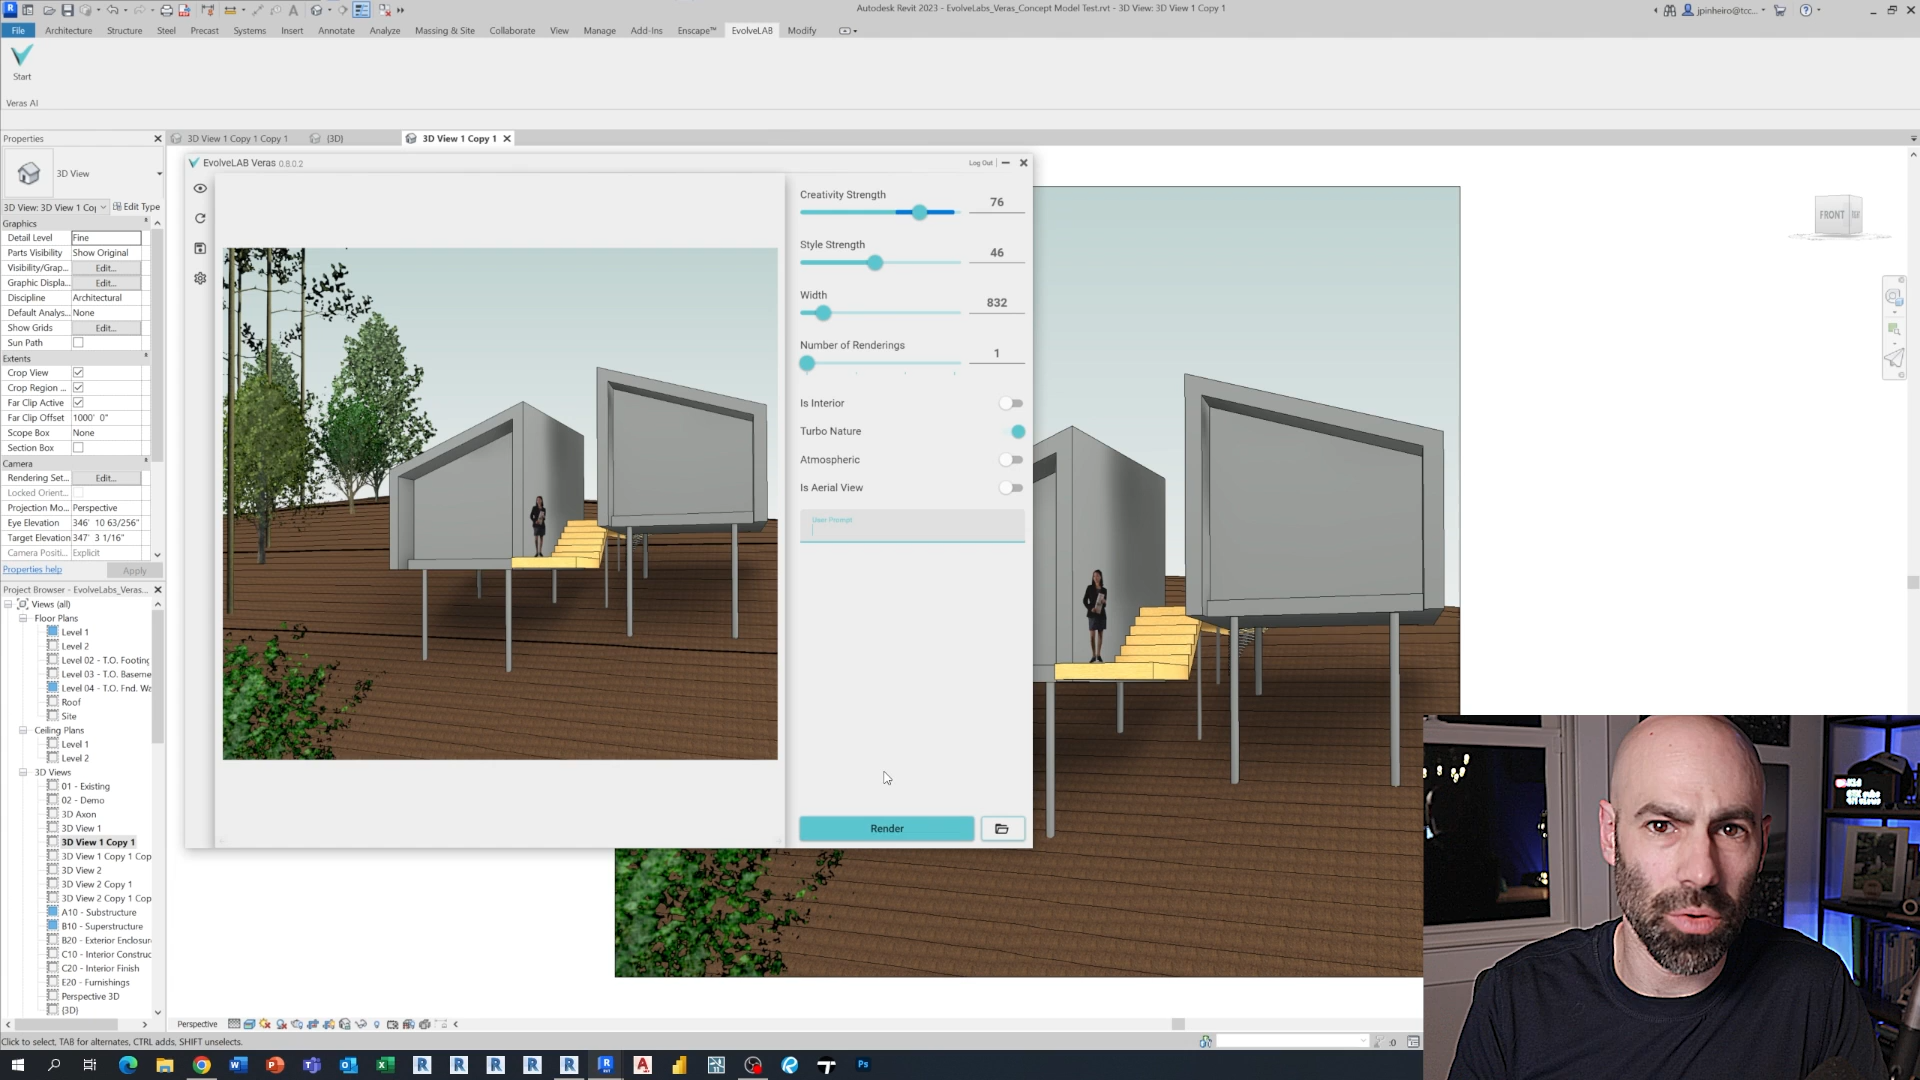 Autodesk Revit 2023 - EvolveLabs_Veras_Concept Model Test.rvt - 3D View: 3D View 1 Copy 1
jpinheiro@tcc...
File Architecture Structure Steel Precast Systems Insert Annotate Analyze Massing & Site Collaborate View Manage Add-Ins Enscape™ EvolveLAB Modify
Start
Veras AI
Properties
3D View 1 Copy 1 Copy 1
(3D)
3D View 1 Copy 1
3D View
3D View: 3D View 1 Co
Edit Type
Graphics
Detail Level Fine
Parts Visibility Show Original
Visibility/Grap... Edit...
Graphic Displa... Edit...
Discipline Architectural
Default Analys... None
Show Grids Edit...
Sun Path
Extents
Crop View
Crop Region ...
Far Clip Active
Far Clip Offset 1000' 0"
Scope Box None
Section Box
Camera
Rendering Set... Edit...
Locked Orient...
Projection Mo... Perspective
Eye Elevation 346' 10 63/256"
Target Elevation 347' 3 1/16"
Camera Positi... Explicit
Properties help
Apply
Project Browser - EvolveLabs_Veras...
Views (all)
Floor Plans
Level 1
Level 2
Level 02 - T.O. Footing
Level 03 - T.O. Baseme
Level 04 - T.O. Fnd. Wa
Roof
Site
Ceiling Plans
Level 1
Level 2
3D Views
01 - Existing
02 - Demo
3D Axon
3D View 1
3D View 1 Copy 1
3D View 1 Copy 1 Cop
3D View 2
3D View 2 Copy 1
3D View 2 Copy 1 Cop
A10 - Substructure
B10 - Superstructure
B20 - Exterior Enclosur
C10 - Interior Construc
C20 - Interior Finish
E20 - Furnishings
Perspective 3D
{3D}
EvolveLAB Veras 0.8.0.2
Log Out
Creativity Strength
76
Style Strength
46
Width
832
Number of Renderings
1
Is Interior
Turbo Nature
Atmospheric
Is Aerial View
User Prompt
Render
FRONT
Perspective
Click to select, TAB for alternates, CTRL adds, SHIFT unselects.
:0